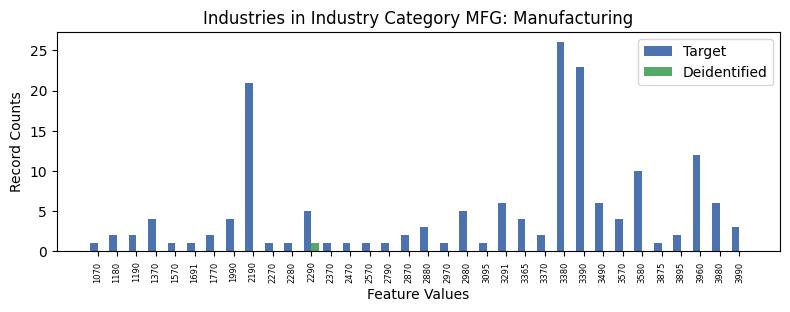 Industries in Industry Category MFG: Manufacturing
Target
Deidentified
Record Counts
25
20
15
10
5
0
1070 1180 1190 1370 1570 1691 1770 1990 2190 2270 2280 2290 2370 2470 2570 2790 2870 2880 2970 2980 3095 3291 3365 3370 3380 3390 3490 3570 3580 3875 3895 3960 3980 3990
Feature Values